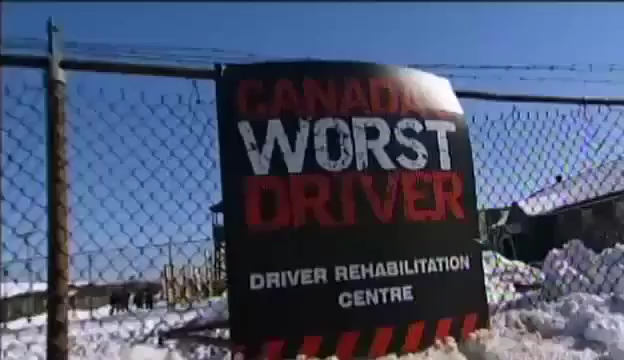 CANADA'S
WORST
DRIVER
DRIVER REHABILITATION
CENTRE